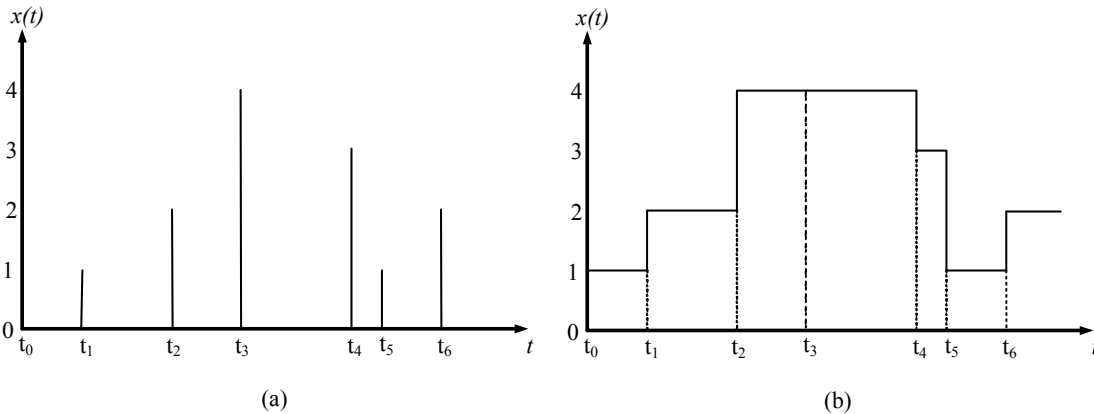 x(t)
4
3
2
1
0
t₀ t₁ t₂ t₃ t₄ t₅ t₆ t
(a)
x(t)
4
3
2
1
0
t₀ t₁ t₂ t₃ t₄ t₅ t₆ t
(b)